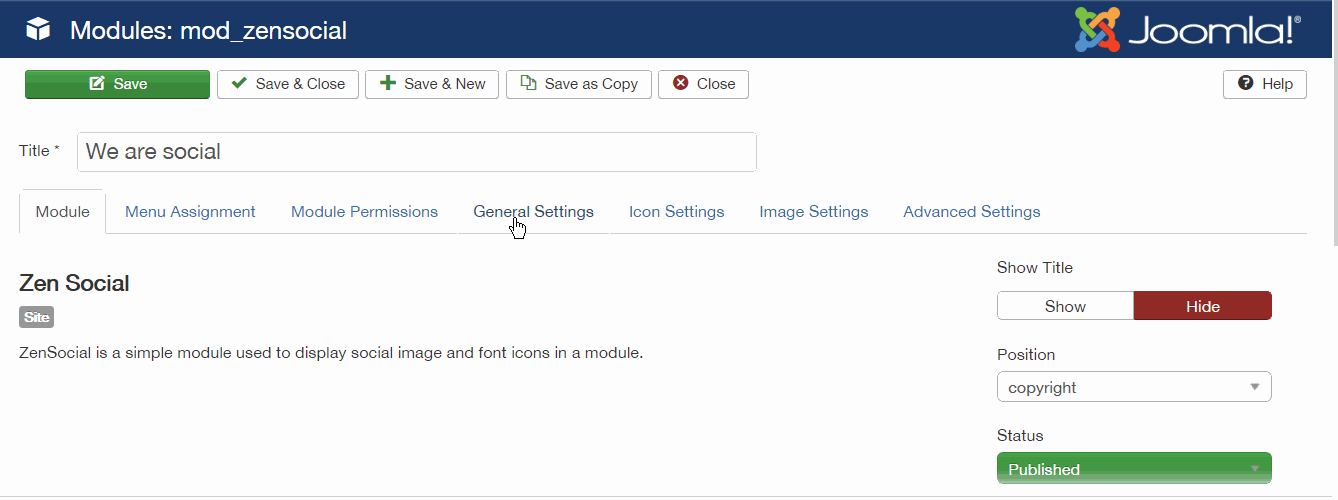 Modules: mod_zensocial
Joomla!®
Save
Save & Close
Save & New
Save as Copy
Close
Help
Title *
We are social
Module
Menu Assignment
Module Permissions
General Settings
Icon Settings
Image Settings
Advanced Settings
Zen Social
Site
ZenSocial is a simple module used to display social image and font icons in a module.
Show Title
Show
Hide
Position
copyright
Status
Published